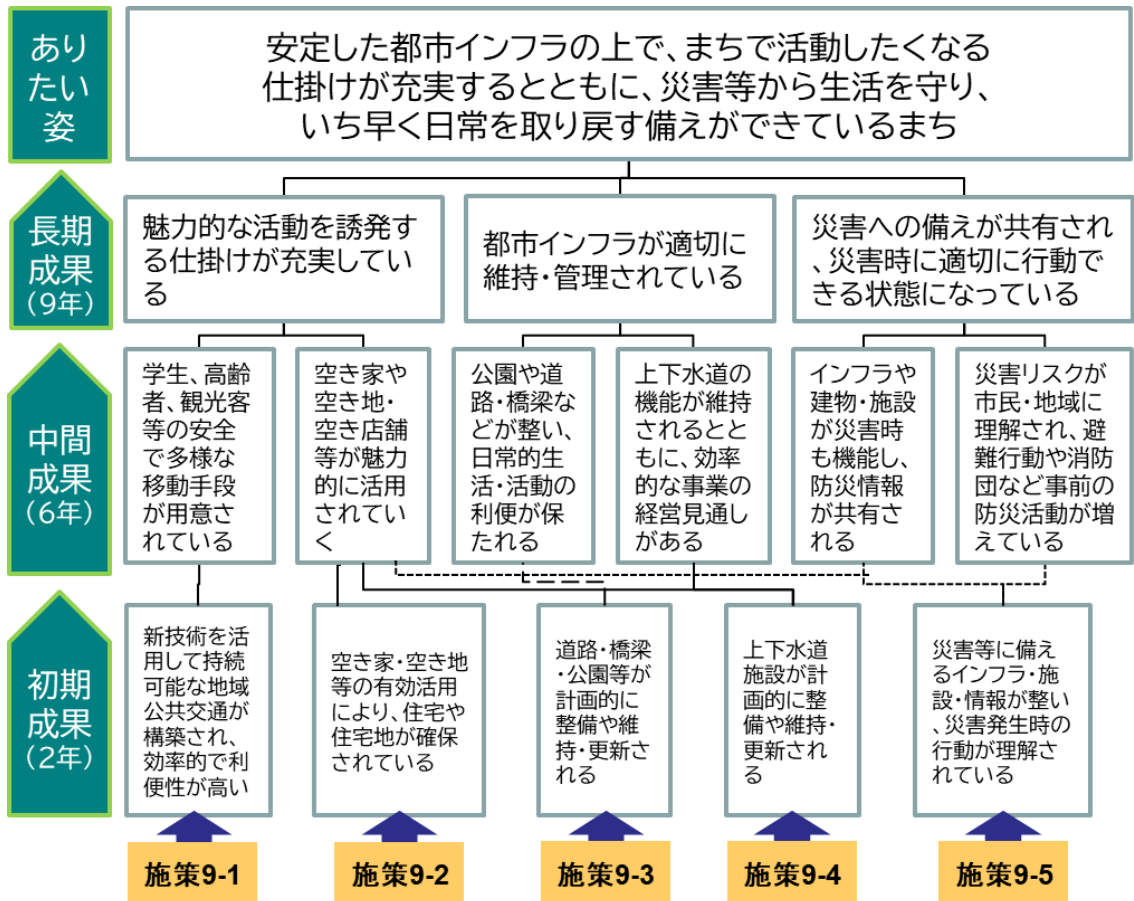 ありたい姿
安定した都市インフラの上で、まちで活動したくなる
仕掛けが充実するとともに、災害等から生活を守り、
いち早く日常を取り戻す備えができているまち
長期
成果
(9年)
魅力的な活動を誘発す
る仕掛けが充実してい
る
都市インフラが適切に
維持・管理されている
災害への備えが共有され
、災害時に適切に行動で
きる状態になっている
中間
成果
(6年)
学生、高齢
者、観光客
等の安全
で多様な
移動手段
が用意さ
れている
空き家や
空き地・
空き店舗
等が魅力
的に活用
されてい
く
公園や道
路・橋梁な
どが整い、
日常的生
活・活動の
利便が保
たれる
上下水道の
機能が維持
されるとと
もに、効率
的な事業の
経営見通し
がある
インフラや
建物・施設
が災害時
も機能し、
防災情報
が共有さ
れる
災害リスクが
市民・地域に
理解され、避
難行動や消防
団など事前の
防災活動が増
えている
初期
成果
(2年)
新技術を活
用して持続
可能な地域
公共交通が
構築され、
効率的で利
便性が高い
空き家・空き地
等の有効活用
により、住宅や
住宅地が確保
されている
道路・橋梁
・公園等が
計画的に
整備や維
持・更新さ
れる
上下水道
施設が計
画的に整
備や維持・
更新され
る
災害等に備
えるインフラ・施
設・情報が整い
、災害発生時の
行動が理解さ
れている
施策9-1
施策9-2
施策9-3
施策9-4
施策9-5